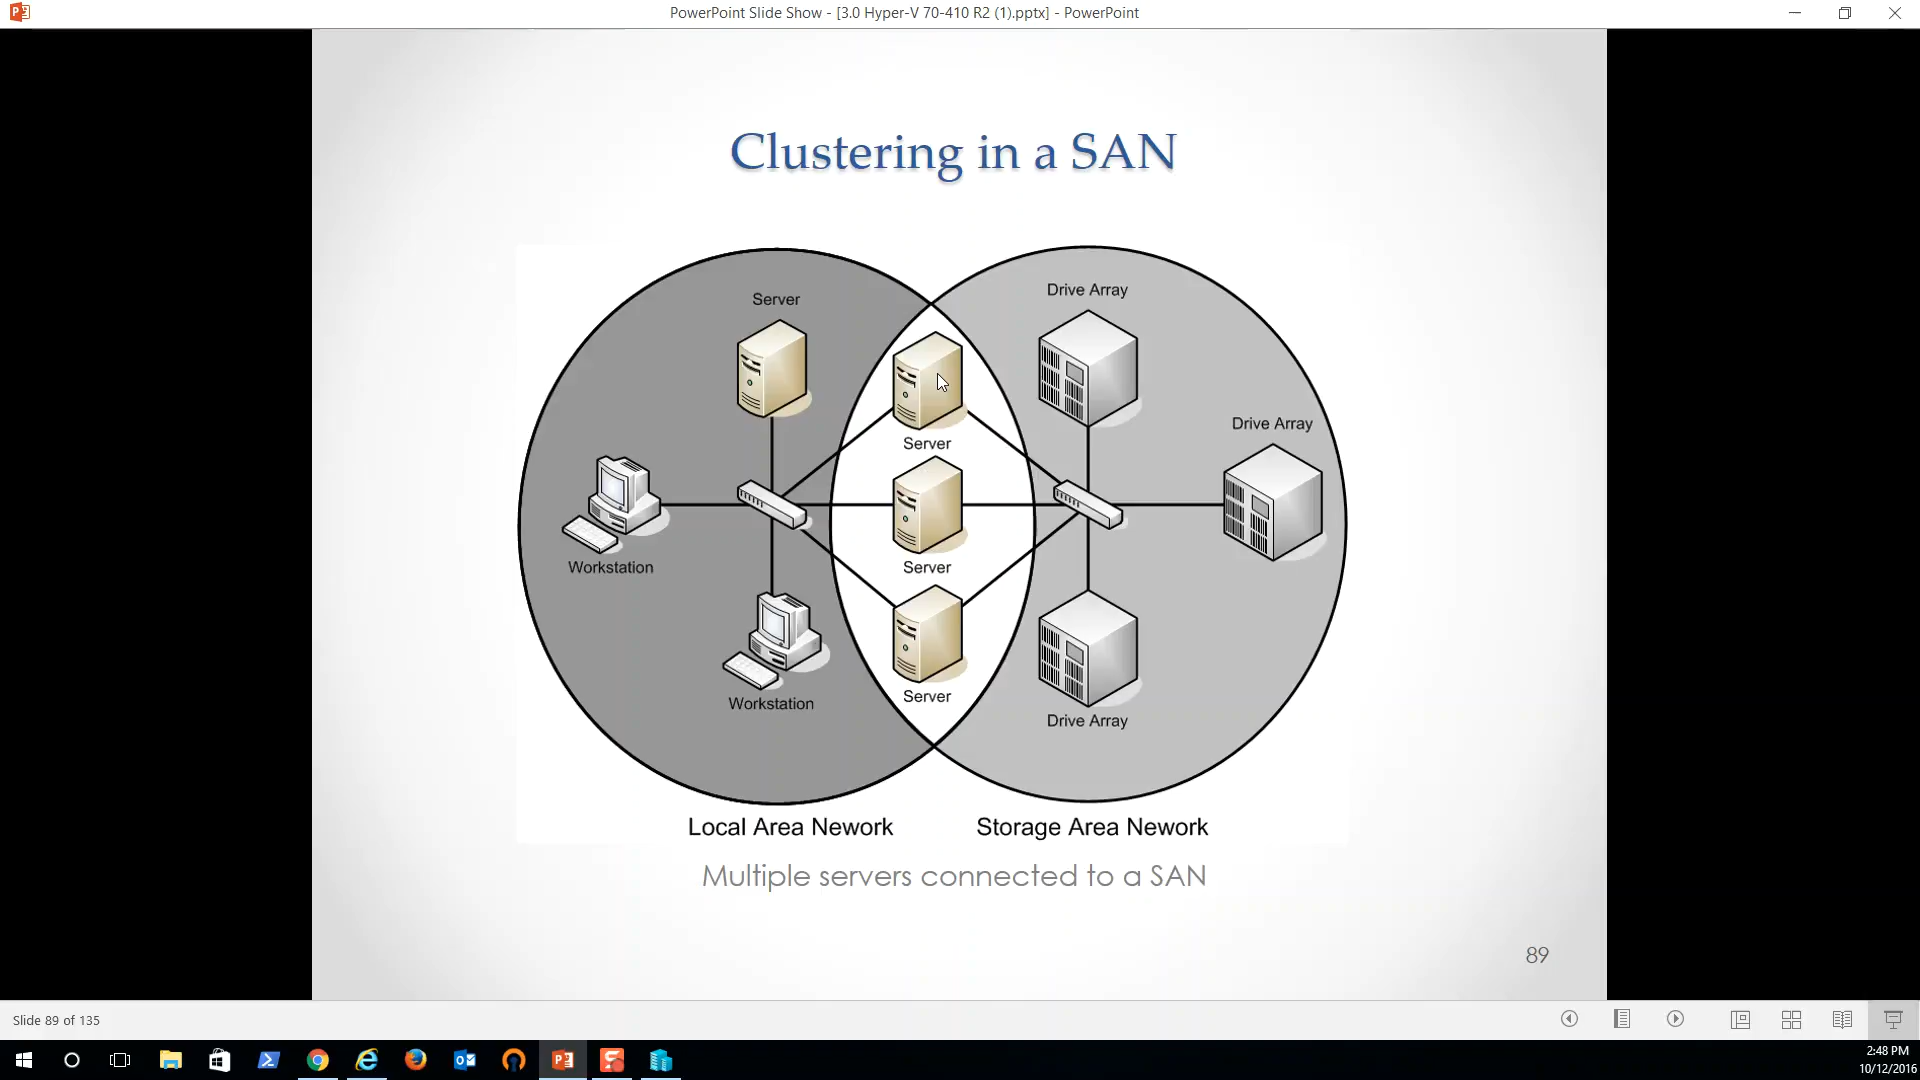 PowerPoint Slide Show - [3.0 Hyper-V 70-410 R2 (1).pptx] - PowerPoint
Clustering in a SAN
Server
Drive Array
Server
Drive Array
Server
Workstation
Server
Workstation
Drive Array
Local Area Nework
Storage Area Nework
Multiple servers connected to a SAN
89
Slide 89 of 135
2:48 PM
10/12/2016